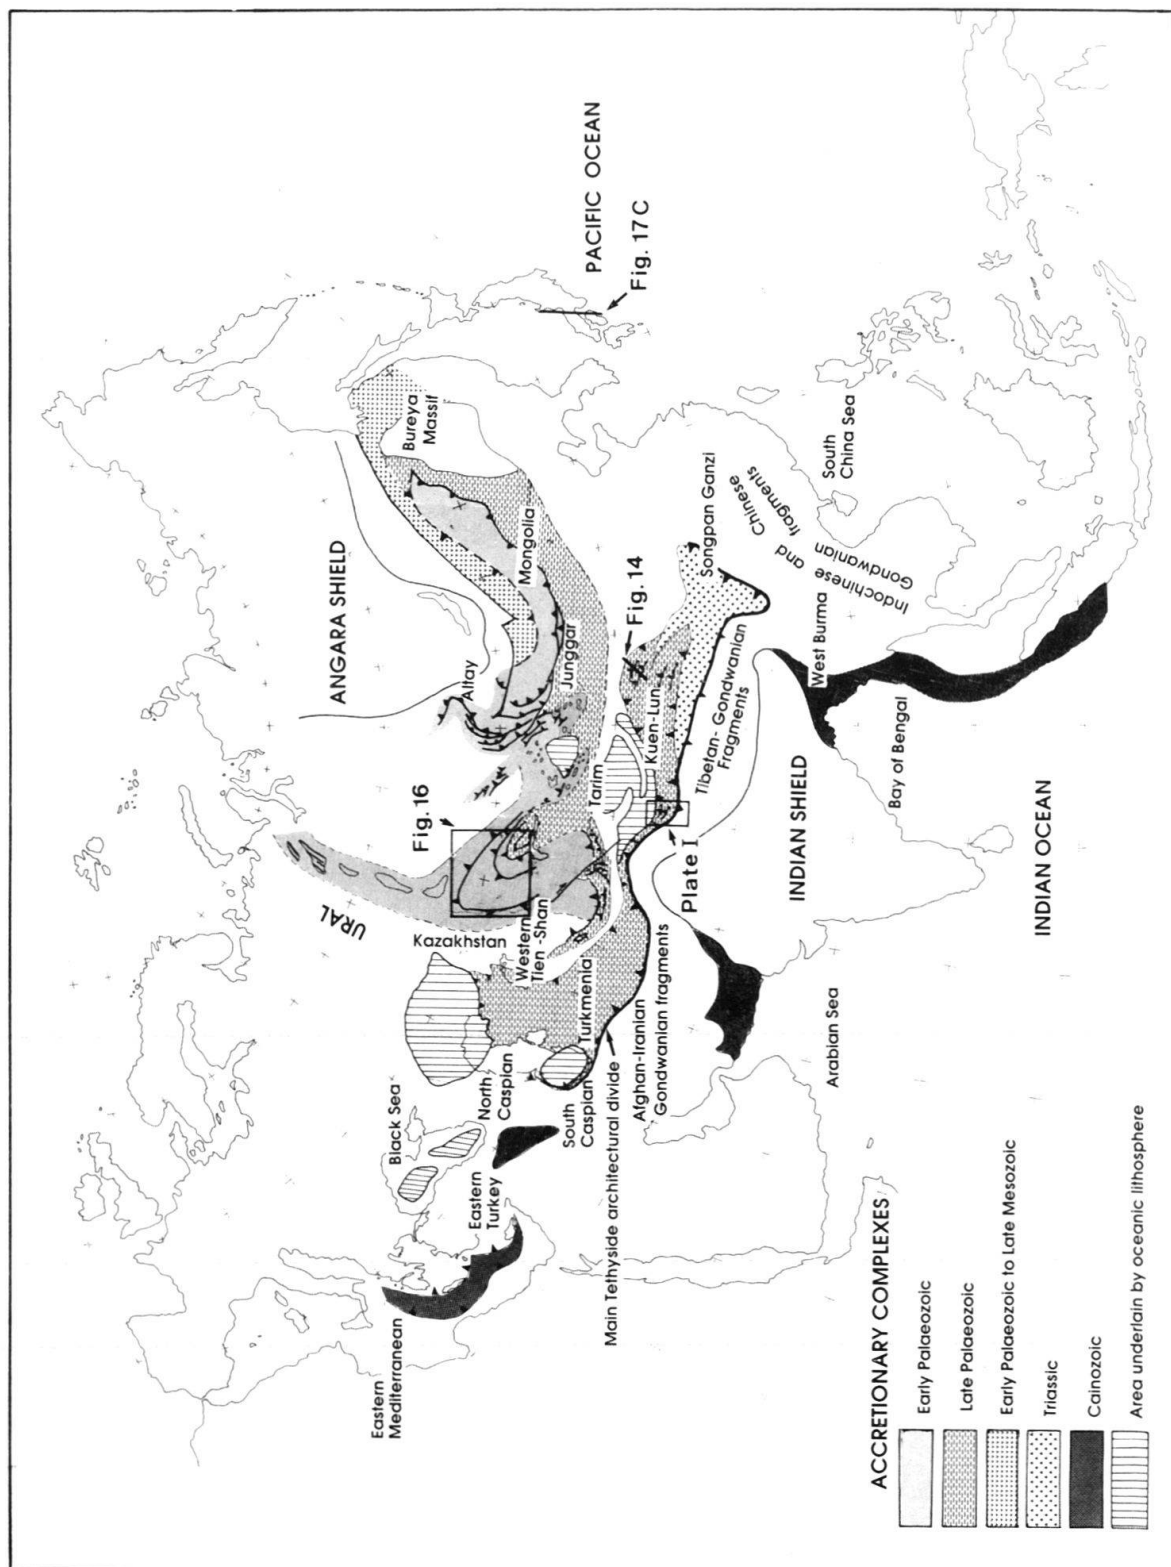 PACIFIC OCEAN
Fig. 17 C
ANGARA SHIELD
Bureya
Massif
Mongolia
Altay
Junggar
Fig. 14
Songpan Ganzi
Indochinese and Chinese
Gondwanian fragments
South
China Sea
Fig. 16
URAL
Kazakhstan
Western
Tien -Shan
Tarim
Kuen-Lun
Tibetan- Gondwanian
Fragments
West Burma
Plate I
INDIAN SHIELD
Bay of Bengal
INDIAN OCEAN
Black Sea
North
Caspian
South
Caspian
Turkmenia
Afghan-Iranian
Gondwanian fragments
Arabian Sea
Eastern
Turkey
Main Tethyside architectural divide
Eastern
Mediterranean
ACCRETIONARY COMPLEXES
Early Palaeozoic
Late Palaeozoic
Early Palaeozoic to Late Mesozoic
Triassic
Cainozoic
Area underlain by oceanic lithosphere